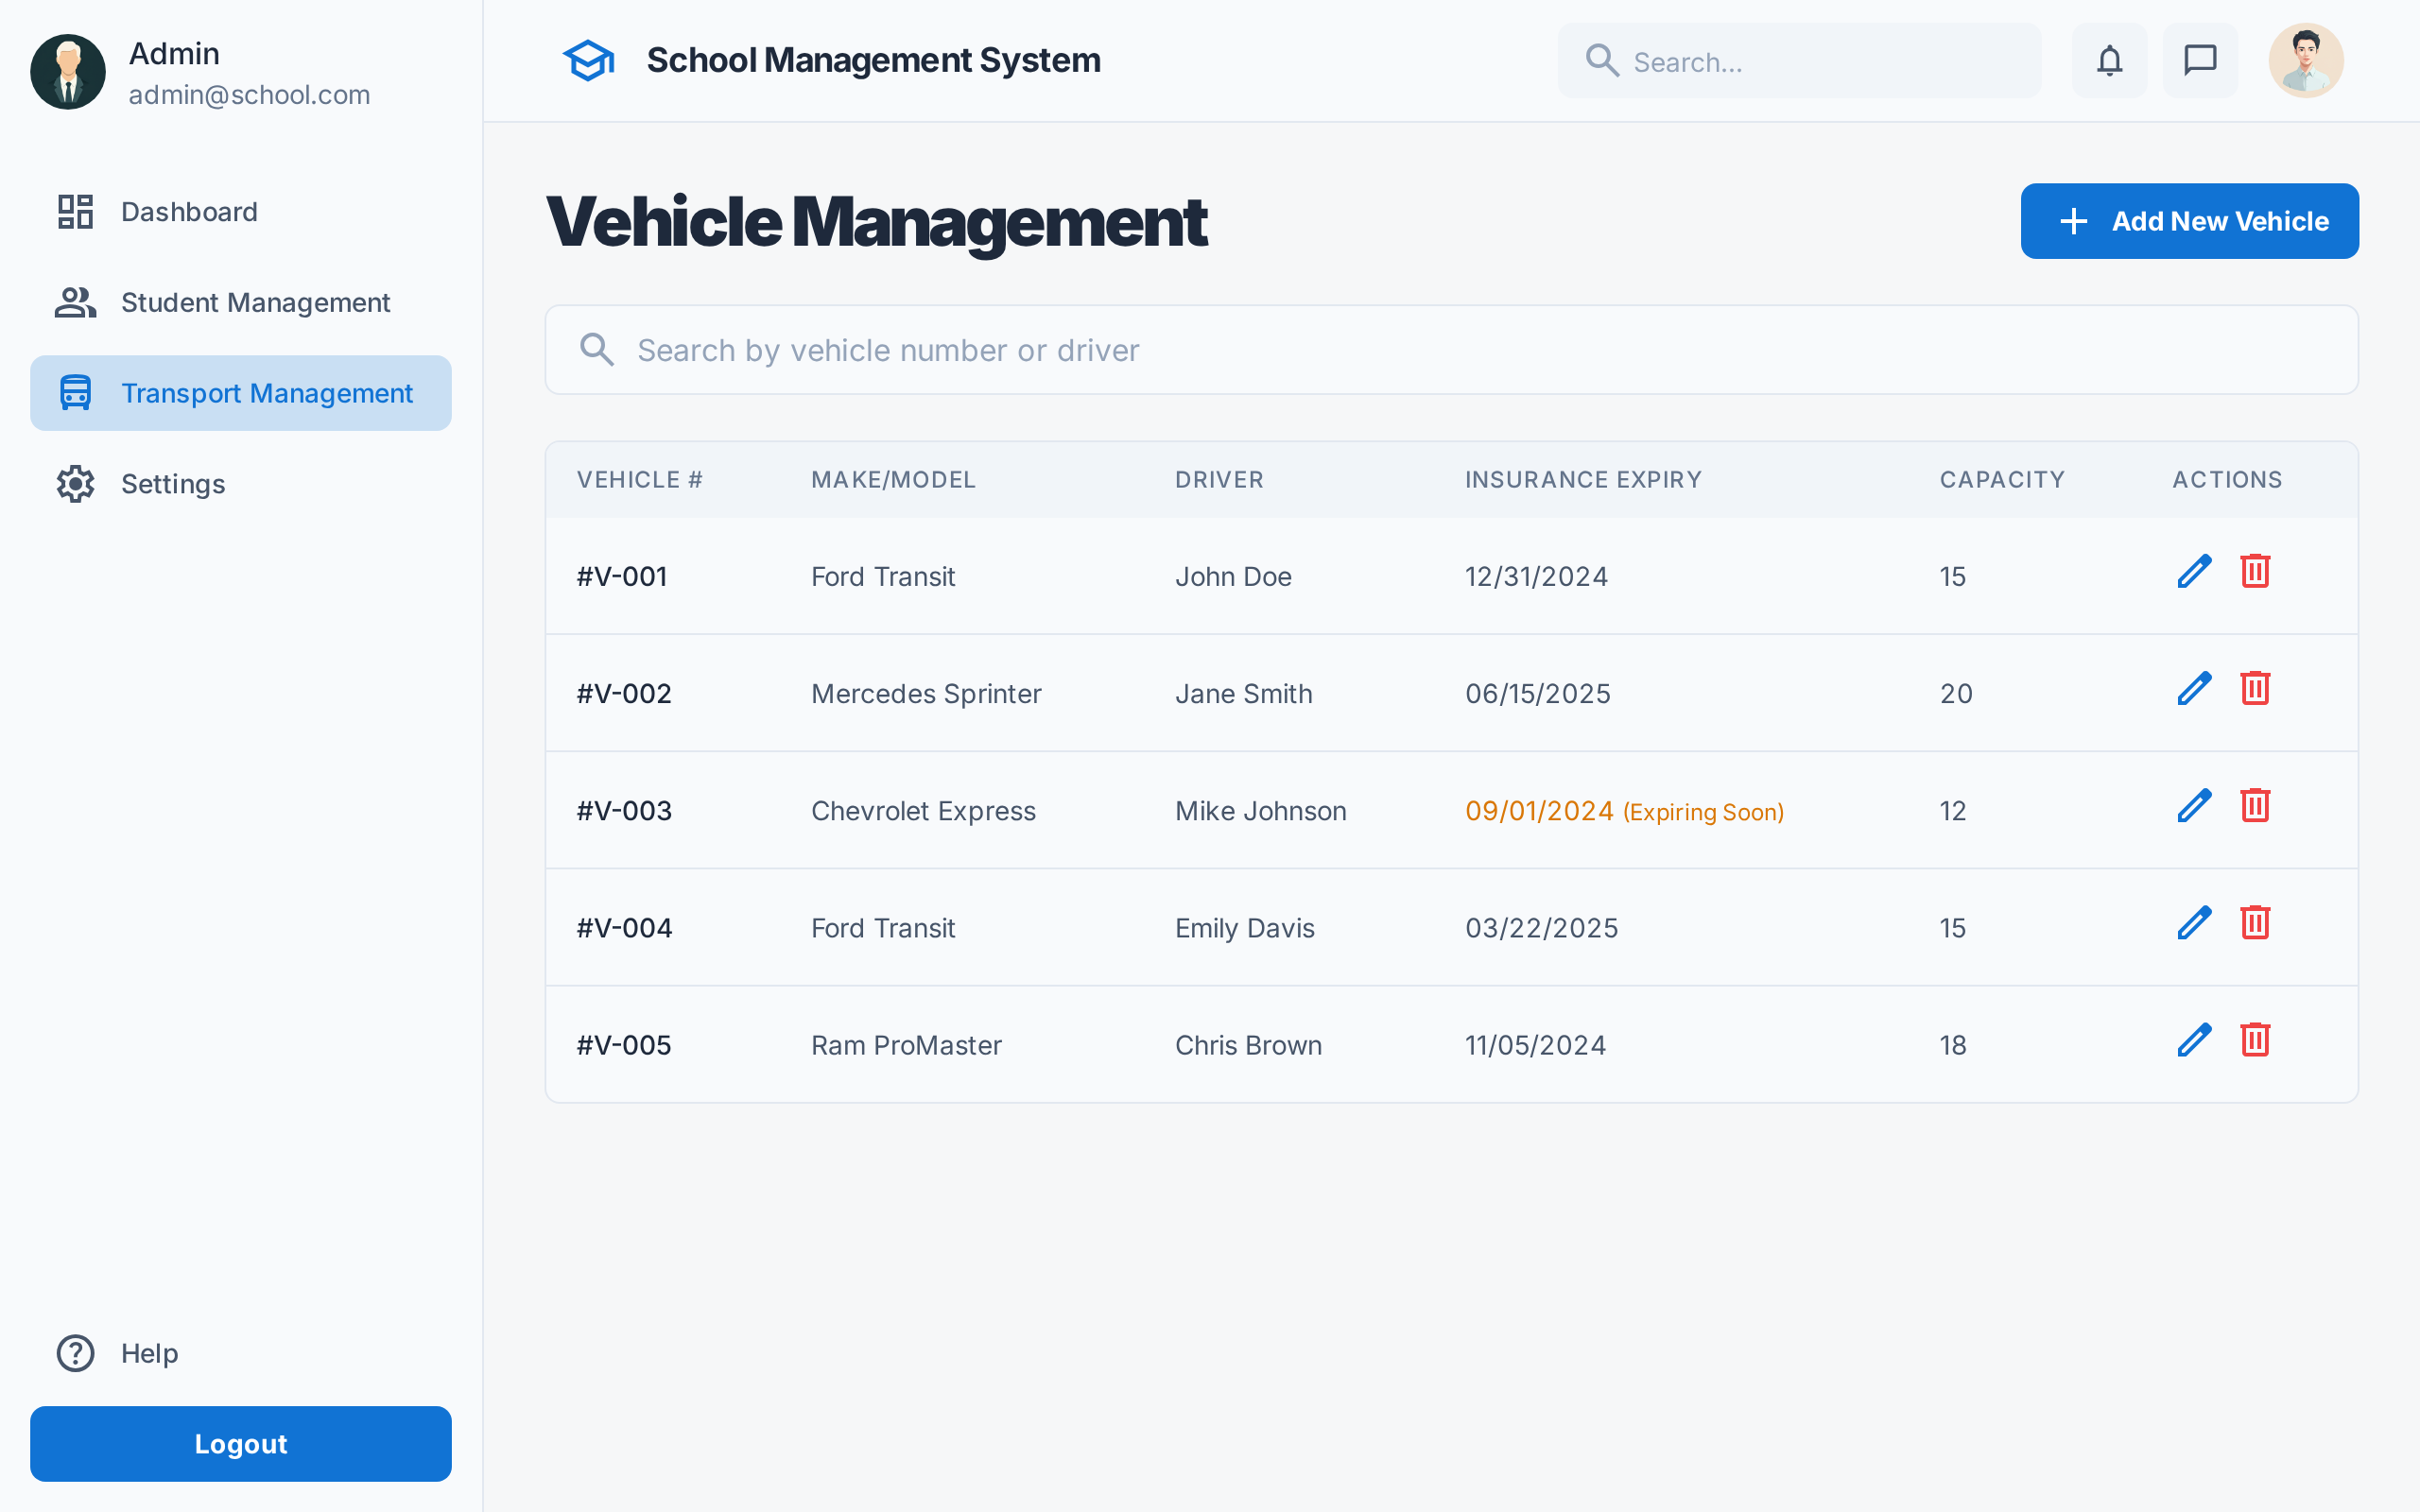 Admin
admin@school.com
Dashboard
Student Management
Transport Management
Settings
Help
Logout
School Management System
Search...
Vehicle Management
Add New Vehicle
Search by vehicle number or driver
VEHICLE # MAKE/MODEL DRIVER INSURANCE EXPIRY CAPACITY ACTIONS
#V-001 Ford Transit John Doe 12/31/2024 15
#V-002 Mercedes Sprinter Jane Smith 06/15/2025 20
#V-003 Chevrolet Express Mike Johnson 09/01/2024 (Expiring Soon) 12
#V-004 Ford Transit Emily Davis 03/22/2025 15
#V-005 Ram ProMaster Chris Brown 11/05/2024 18